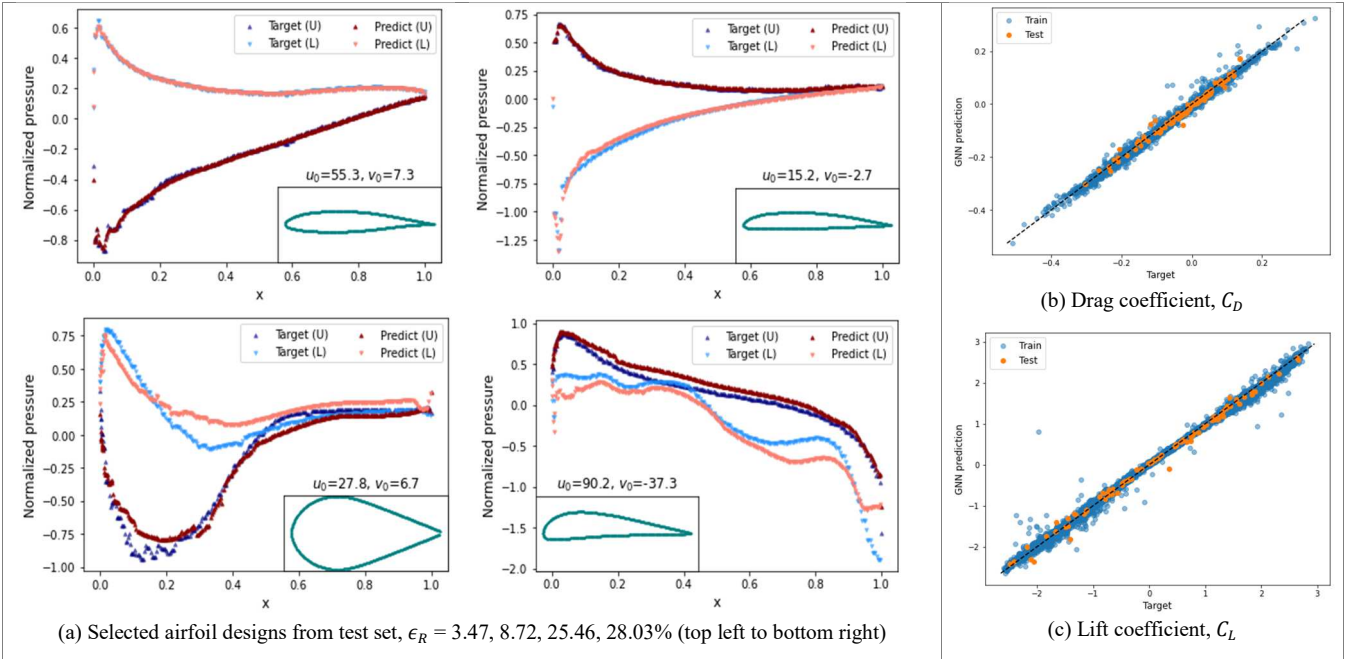 Target (U)
Predict (U)
Target (L)
Predict (L)
Normalized pressure
0.6
0.4
0.2
0.0
−0.2
−0.4
−0.6
−0.8
u0=55.3, v0=7.3
0.0 0.2 0.4 0.6 0.8 1.0
x
Target (U)
Predict (U)
Target (L)
Predict (L)
Normalized pressure
0.75
0.50
0.25
0.00
−0.25
−0.50
−0.75
−1.00
−1.25
u0=15.2, v0=-2.7
0.0 0.2 0.4 0.6 0.8 1.0
x
Target (U)
Predict (U)
Target (L)
Predict (L)
Normalized pressure
0.75
0.50
0.25
0.00
−0.25
−0.50
−0.75
−1.00
u0=27.8, v0=6.7
0.0 0.2 0.4 0.6 0.8 1.0
x
Target (U)
Predict (U)
Target (L)
Predict (L)
Normalized pressure
1.0
0.5
0.0
−0.5
−1.0
−1.5
−2.0
u0=90.2, v0=-37.3
0.0 0.2 0.4 0.6 0.8 1.0
x
(a) Selected airfoil designs from test set, ϵR = 3.47, 8.72, 25.46, 28.03% (top left to bottom right)
Train
Test
GNN prediction
0.2
0.0
−0.2
−0.4
−0.4 −0.2 0.0 0.2
Target
(b) Drag coefficient, CD
Train
Test
GNN prediction
3
2
1
0
−1
−2
−2 −1 0 1 2 3
Target
(c) Lift coefficient, CL